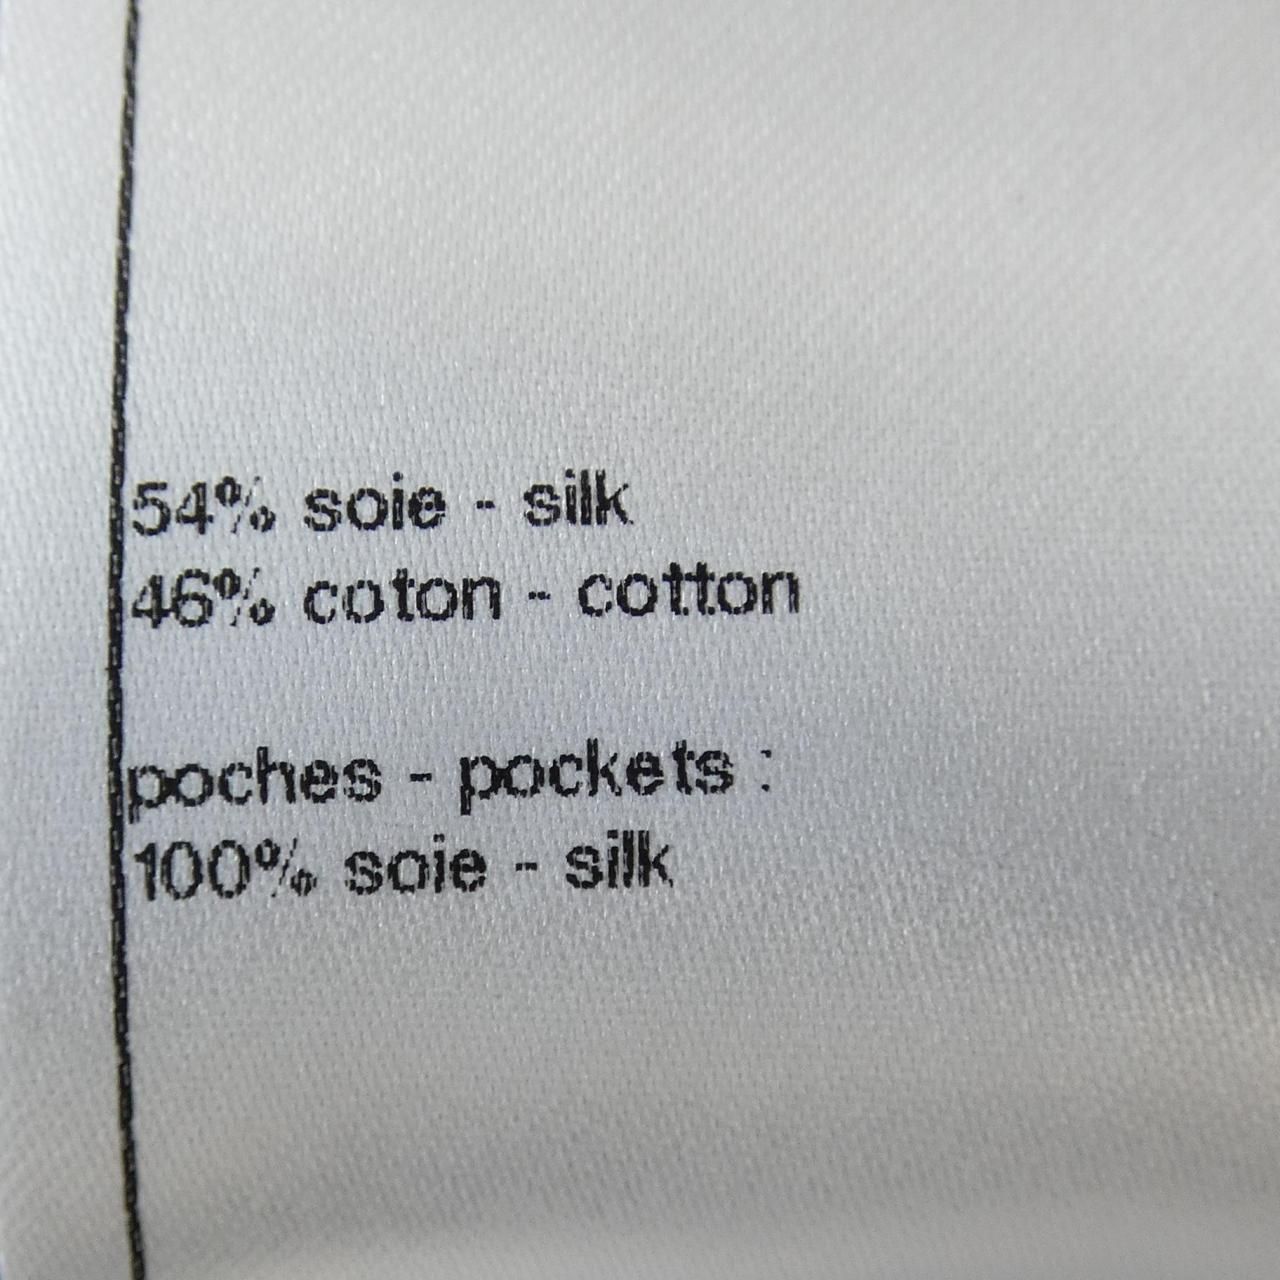 54% soie - silk
46% coton - cotton
poches - pockets :
100% soie - silk